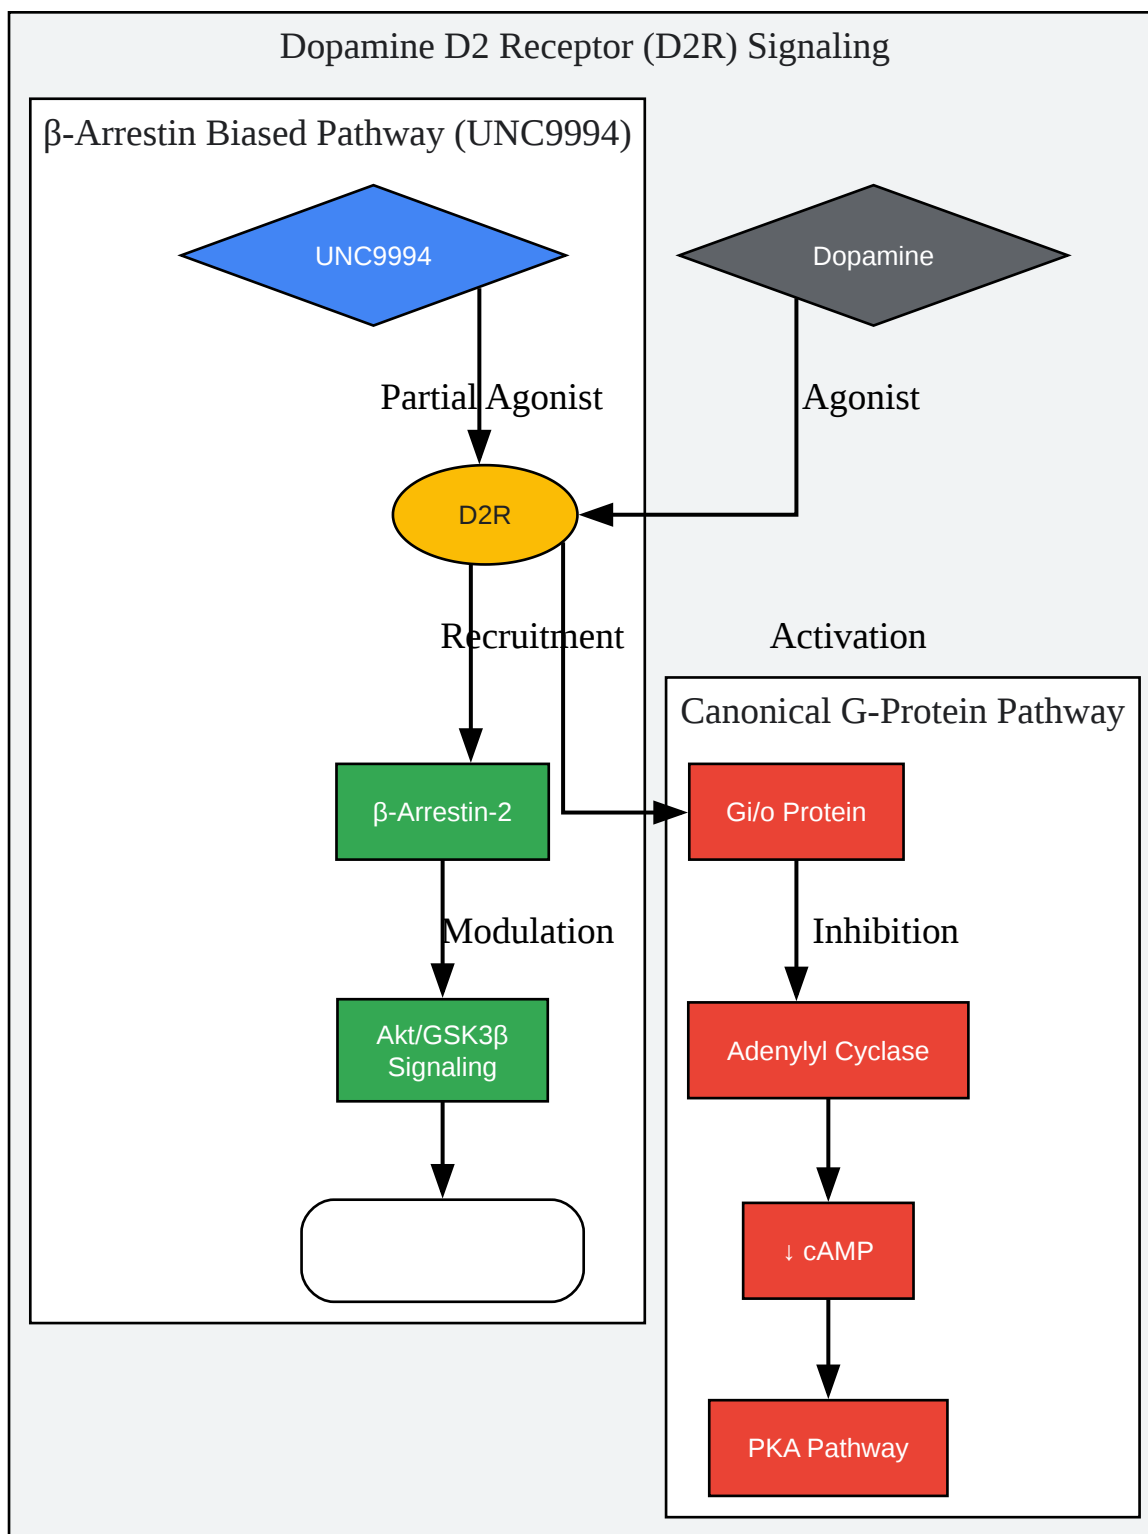 Dopamine D2 Receptor (D2R) Signaling
β-Arrestin Biased Pathway (UNC9994)
UNC9994
Dopamine
Partial Agonist
Agonist
D2R
Recruitment
Activation
Canonical G-Protein Pathway
β-Arrestin-2
Gi/o Protein
Modulation
Inhibition
Akt/GSK3β
Signaling
Adenylyl Cyclase
↓ cAMP
PKA Pathway